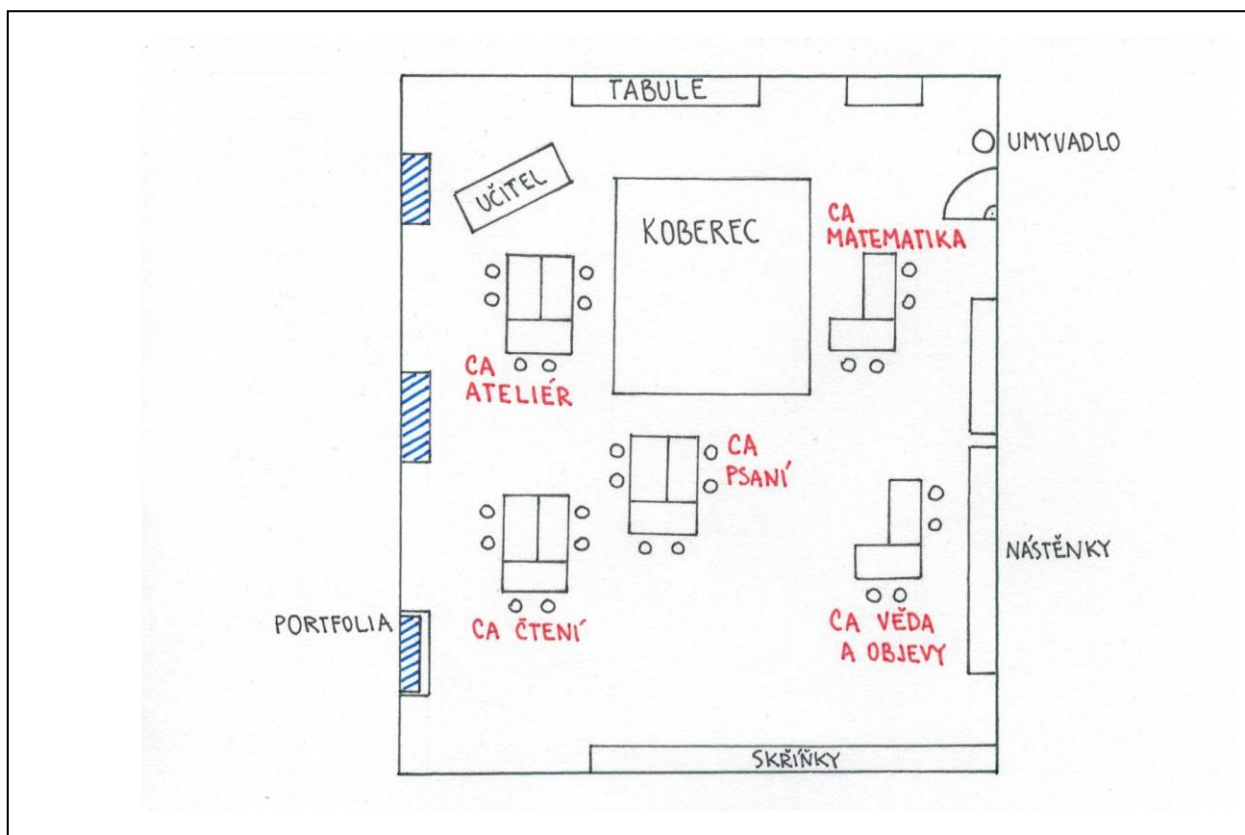 TABULE
UMYVADLO
UČITEL
KOBEREC
CA
MATEMATIKA
CA
ATELIÉR
CA
PSANÍ
NÁSTĚNKY
PORTFOLIA
CA ČTENÍ
CA VĚDA
A OBJEVY
SKŘÍŇKY